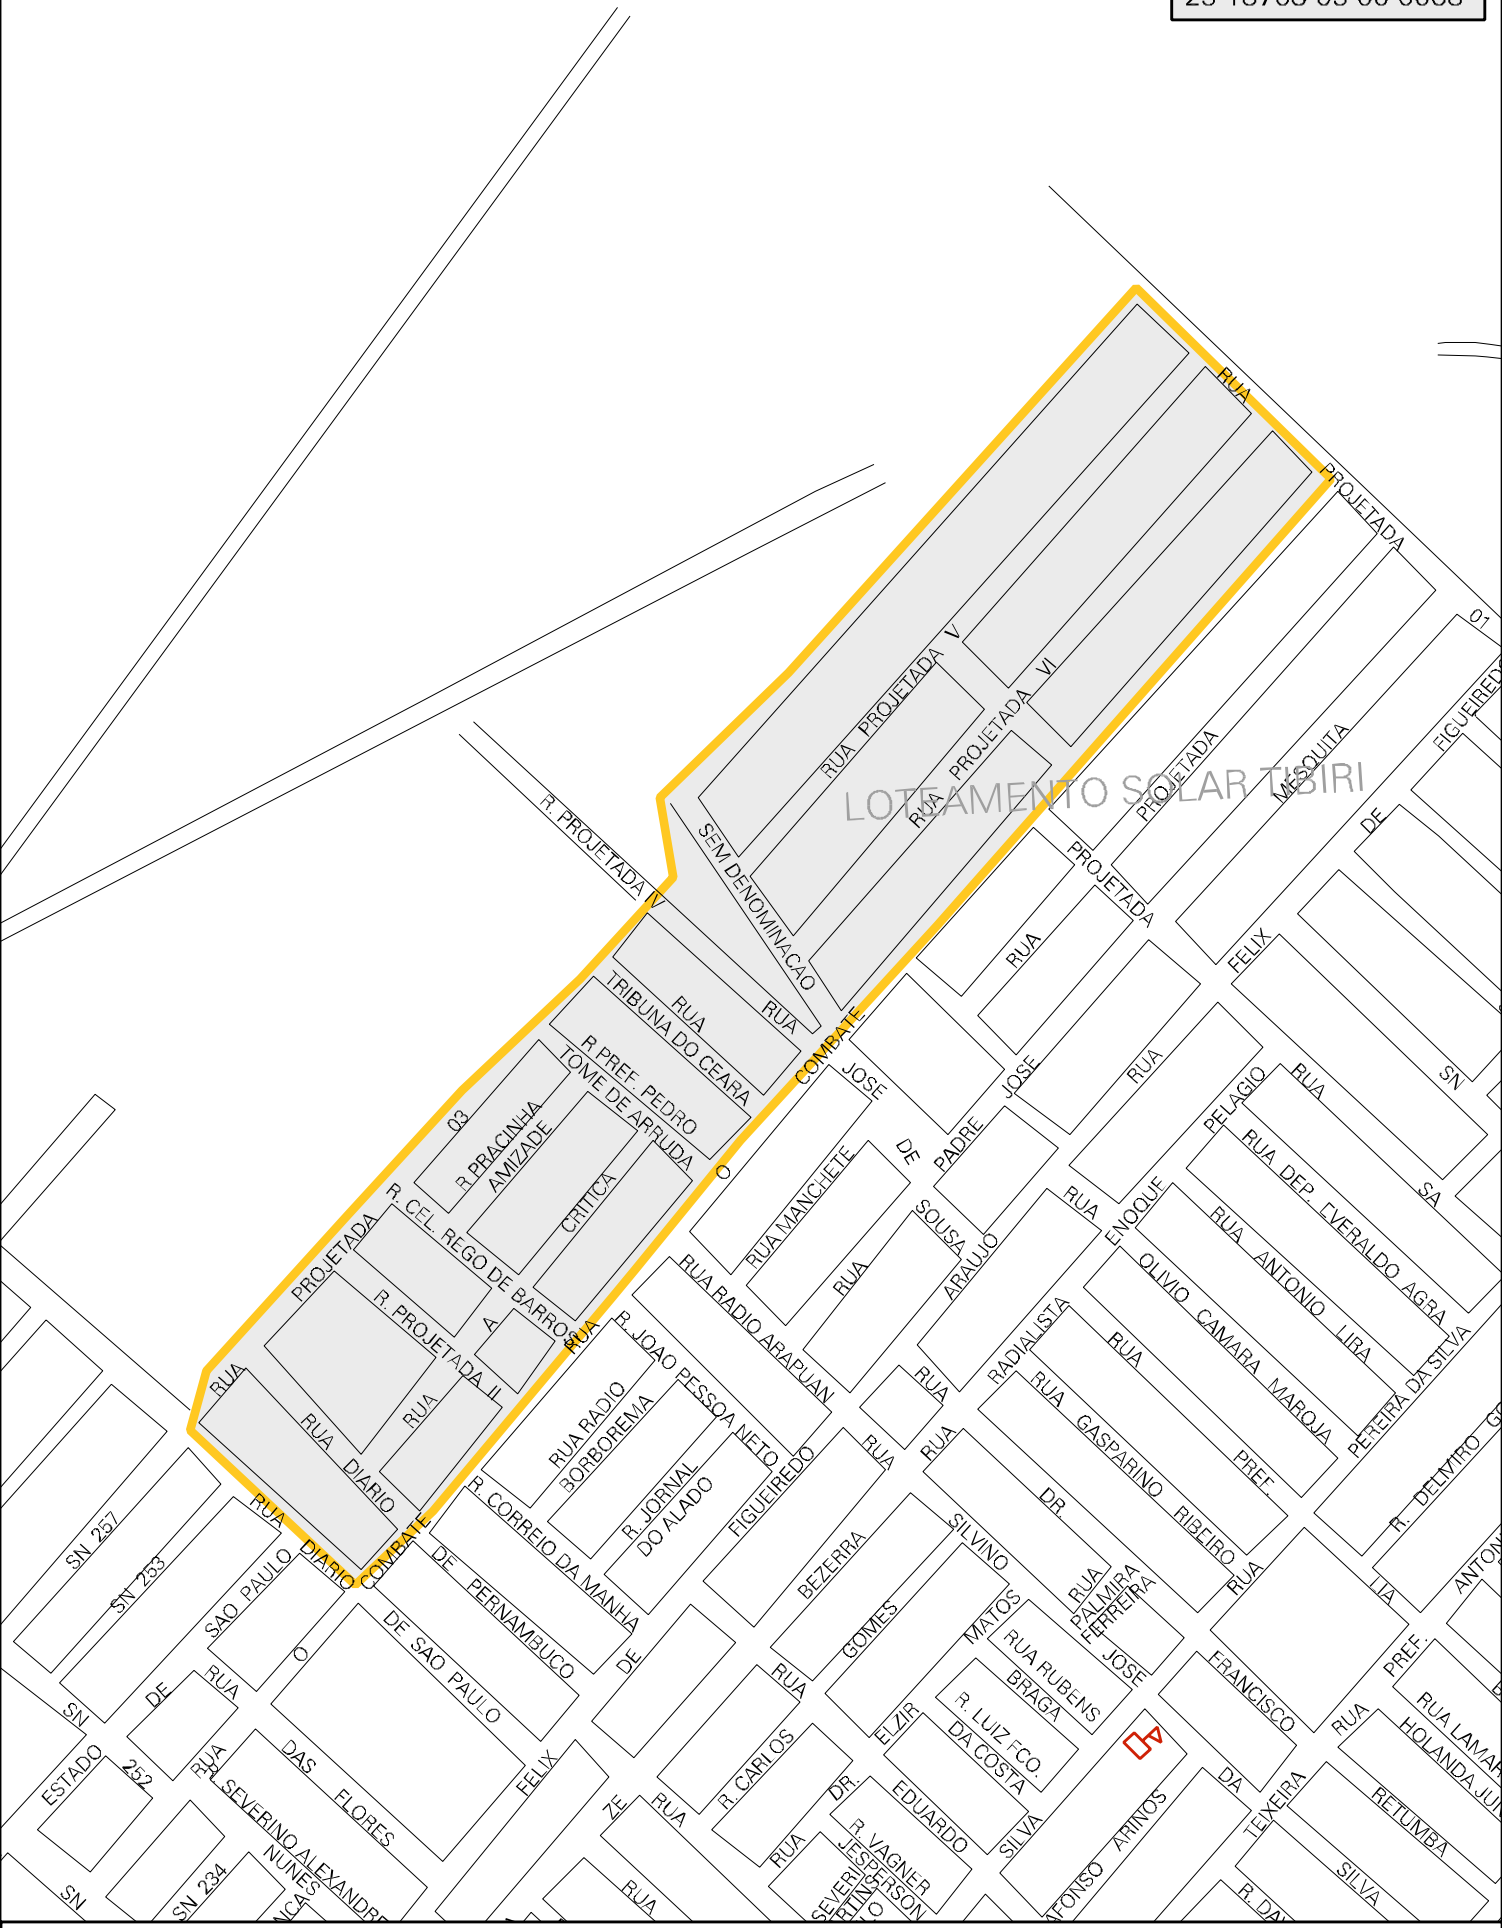 RUA
PROJETADA
01
FIGUEIREDO
RUA PROJETADA V
RUA PROJETADA VI
LOTEAMENTO SOLAR TIBIRI
PROJETADA
MESQUITA
DE
R. PROJETADA IV
SEM DENOMINACAO
PROJETADA
RUA
FELIX
RUA
TRIBUNA DO CEARA
RUA
COMBATE
R PREF. PEDRO
TOME DE ARRUDA
JOSE
DE
SOUSA
JOSE
PADRE
ARAUJO
RUA
SN
SA
PELAGIO
ENOQUE
RADIALISTA
RUA
RUA DEP. EVERALDO AGRA
03
PROJETADA
RUA
R PRACINHA
AMIZADE
CRITICA
O
RUA MANCHETE
RUA
RUA ANTONIO LIRA
RUA
OLIVIO CAMARA MAROJA
R. CEL. REGO DE BARROS
RUA
RUA RADIO ARAPUAN
R. PROJETADA II
A
RUA
R. JOAO PESSOA NETO
RUA
PREF.
PEREIRA DA SILVA
RUA DIARIO
RUA RADIO
BORBOREMA
R. JORNAL
DO ALADO
FIGUEIREDO
RUA
RUA
RUA GASPARINO RIBEIRO
R. DELMIRO
SN 257
SN 253
RUA
DIARIO
COMBATE
R. CORREIO DA MANHA
BEZERRA
SILVINO
DR.
RUA
PALMIRA
FERREIRA
RUA
LIA
SAO PAULO
DE
RUA
O
DE SAO PAULO
DE PERNAMBUCO
DE
RUA
GOMES
MATOS
ELZIR
JOSE
FRANCISCO
RUA
PREF.
RUA RUBENS
BRAGA
R. LUIZ FCO.
DA COSTA
SN
252
ESTADO
RUA
DAS FLORES
FELIX
R. CARLOS
DR.
EDUARDO
SILVA
AFONSO ARINOS
DA
TEIXEIRA
RETUMBA
R. SEVERINO ALEXANDRE
NUNES
ZE
RUA
RUA
R. VAGNER
JESPERSON
SILVA
SN
SN 234
RUA